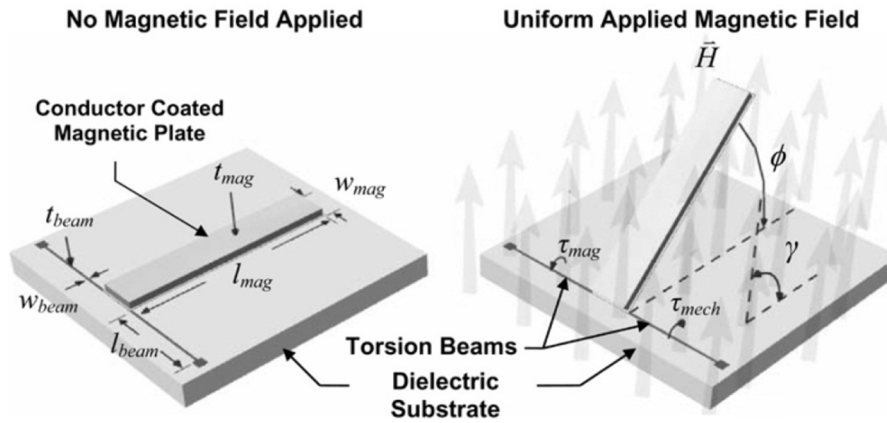 No Magnetic Field Applied
Uniform Applied Magnetic Field
H
Conductor Coated
Magnetic Plate
t_mag
w_mag
t_beam
l_mag
w_beam
l_beam
ϕ
τ_mag
γ
τ_mech
Torsion Beams
Dielectric
Substrate